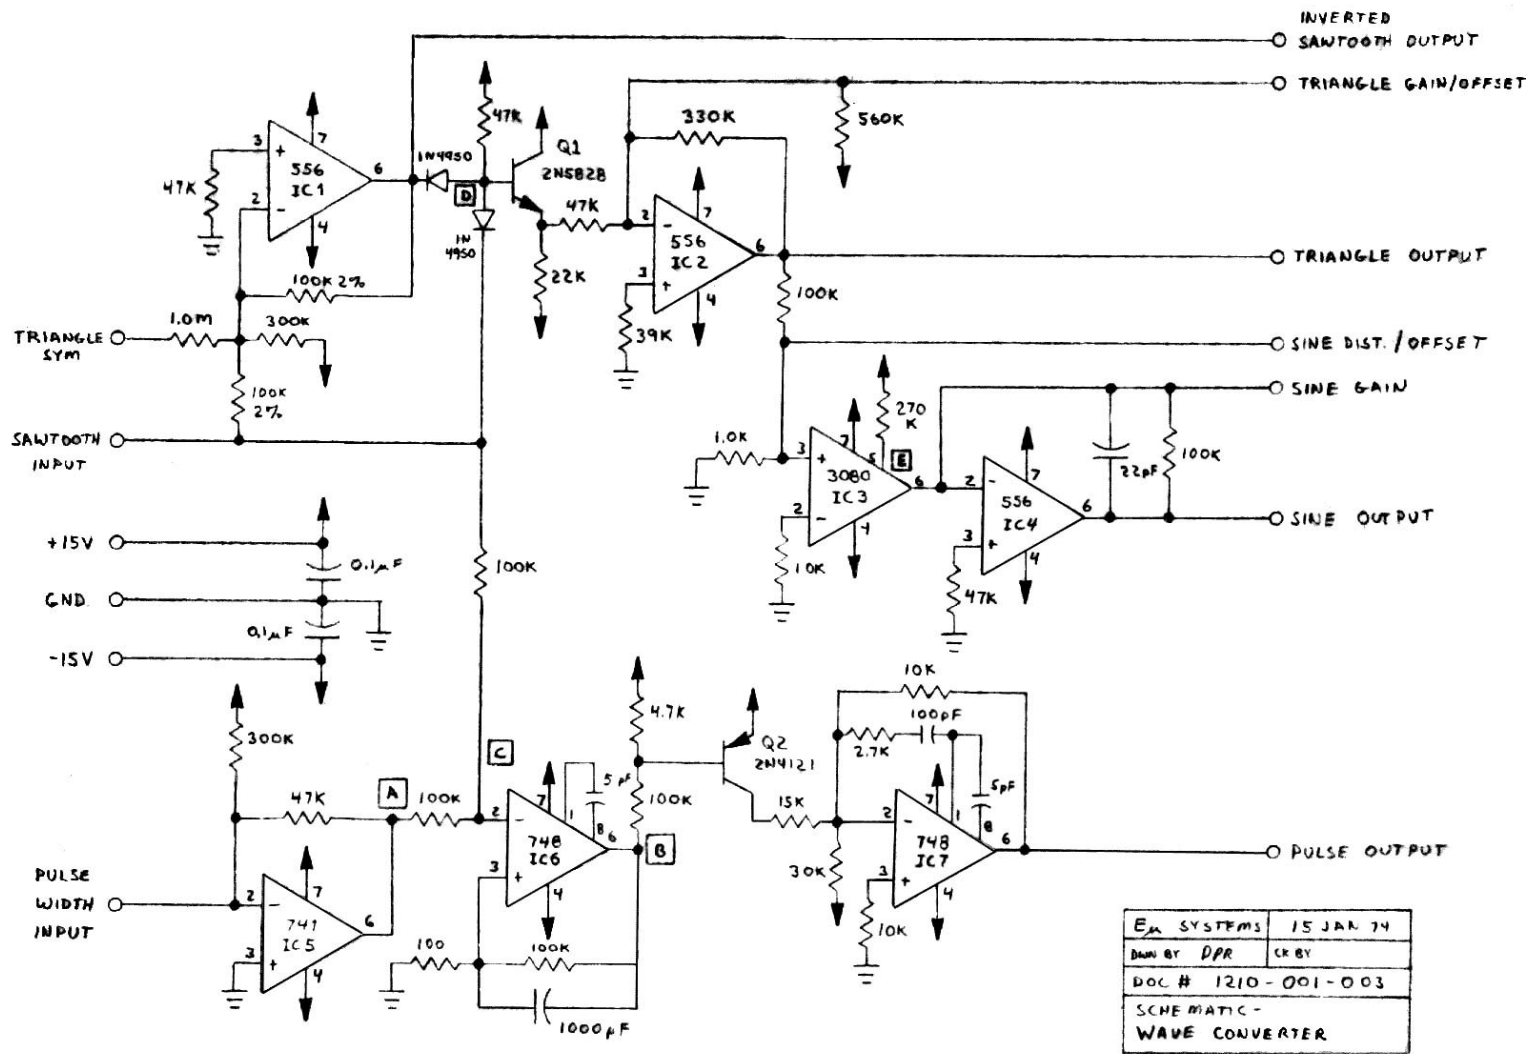 INVERTED
SAWTOOTH OUTPUT
TRIANGLE GAIN/OFFSET
47K
330K
560K
Q1
2N5828
1N4950
3
+
7
556
IC1
6
47K
2
-
4
D
47K
1N
4950
22K
2
-
7
556
IC2
6
3
+
4
39K
TRIANGLE OUTPUT
100K
100K 2%
1.0M
300K
TRIANGLE
SYM
SINE DIST./OFFSET
100K
2%
270
K
SINE GAIN
SAWTOOTH
INPUT
1.0K
3
+
7
5
E
3080
IC3
6
2
-
4
10K
2
-
7
556
IC4
6
3
+
4
47K
22pF
100K
SINE OUTPUT
+15V
0.1µF
GND.
0.1µF
-15V
100K
10K
100pF
4.7K
2.7K
Q2
2N4121
300K
C
5pF
5pF
47K
A
100K
2
-
7
1
8
748
IC6
6
3
+
4
100K
B
15K
2
-
7
1
8
748
IC7
6
3
+
4
30K
10K
PULSE OUTPUT
PULSE
WIDTH
INPUT
2
-
7
741
IC5
6
3
+
4
100
100K
1000pF
Eµ SYSTEMS
15 JAN 74
DWN BY DPR
CK BY
DOC # 1210-001-003
SCHEMATIC-
WAVE CONVERTER